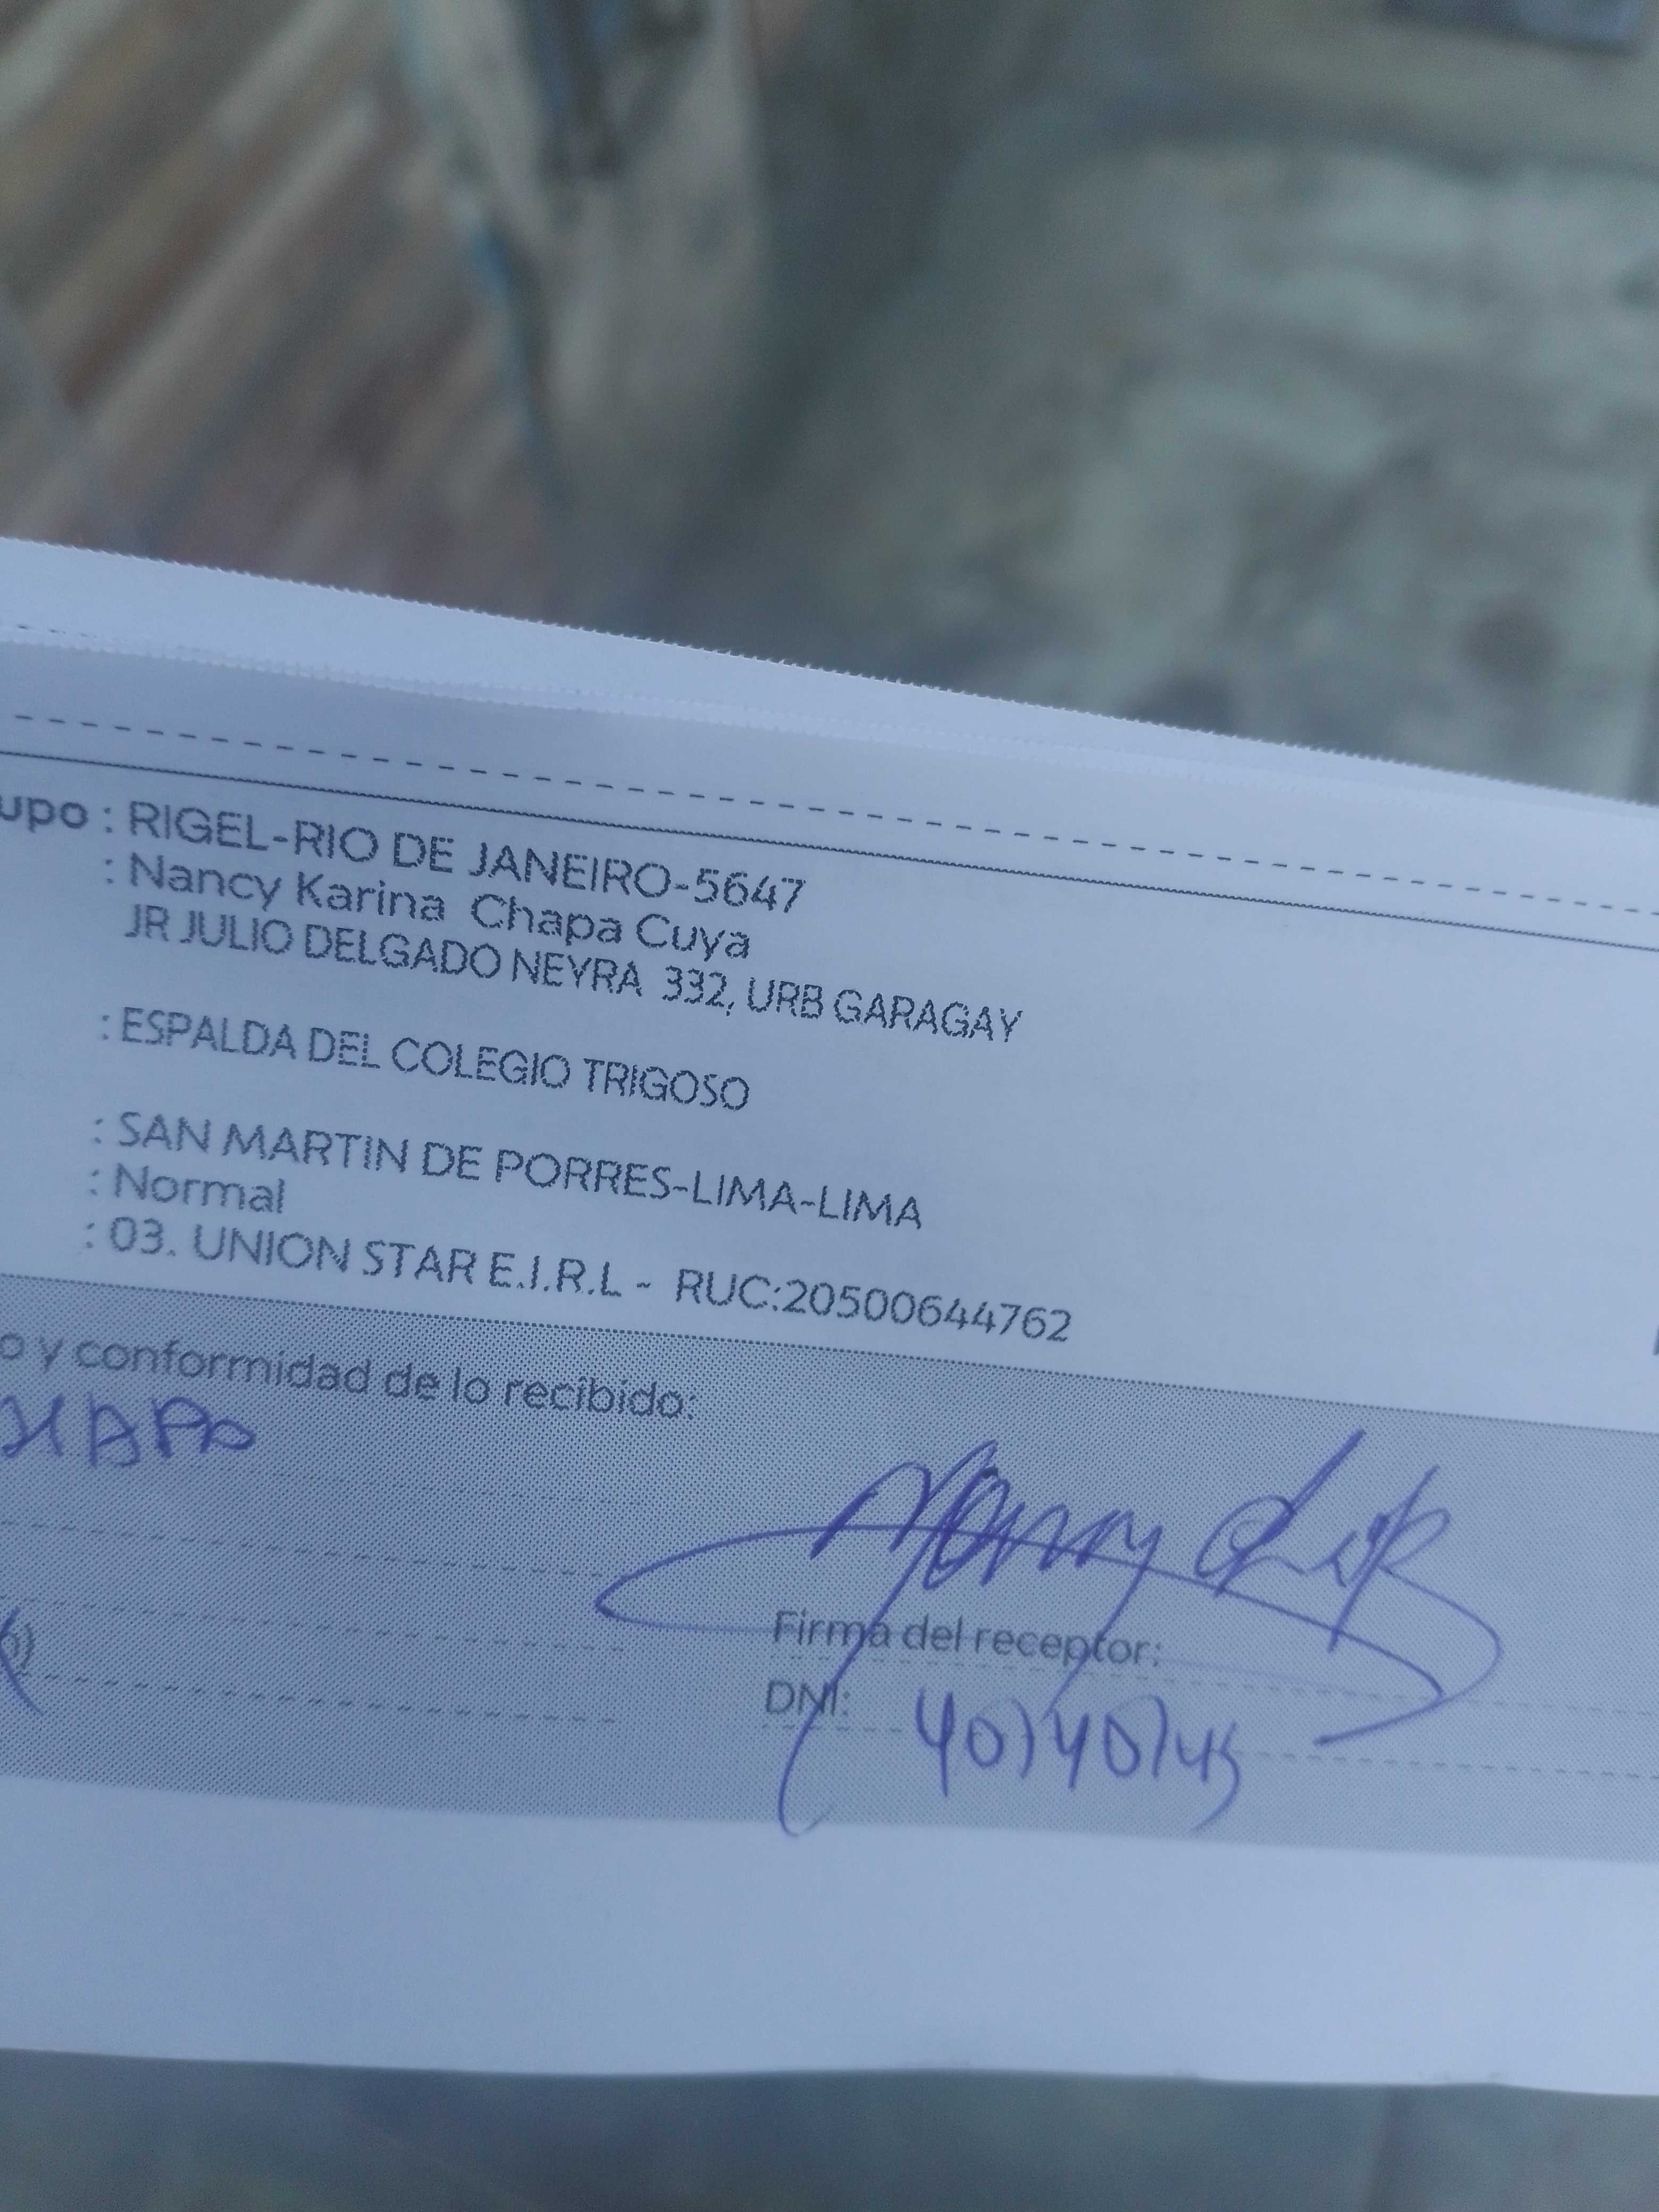 upo : RIGEL-RIO DE JANEIRO-5647
: Nancy Karina Chapa Cuya
JR JULIO DELGADO NEYRA 332, URB GARAGAY
: ESPALDA DEL COLEGIO TRIGOSO
: SAN MARTIN DE PORRES-LIMA-LIMA
: Normal
: 03. UNION STAR E.I.R.L - RUC:20500644762
o y conformidad de lo recibido:
HAPA
Firma del receptor:
DNI: